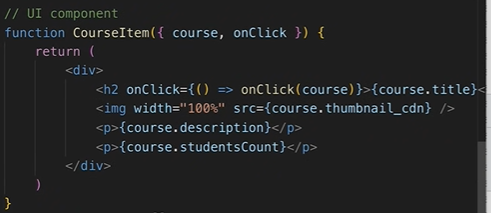 // UI component
function CourseItem({ course, onClick }) {
    return (
        <div>
            <h2 onClick={() => onClick(course)}>{course.title}<
            <img width="100%" src={course.thumbnail_cdn} />
            <p>{course.description}</p>
            <p>{course.studentsCount}</p>
        </div>
    )
}